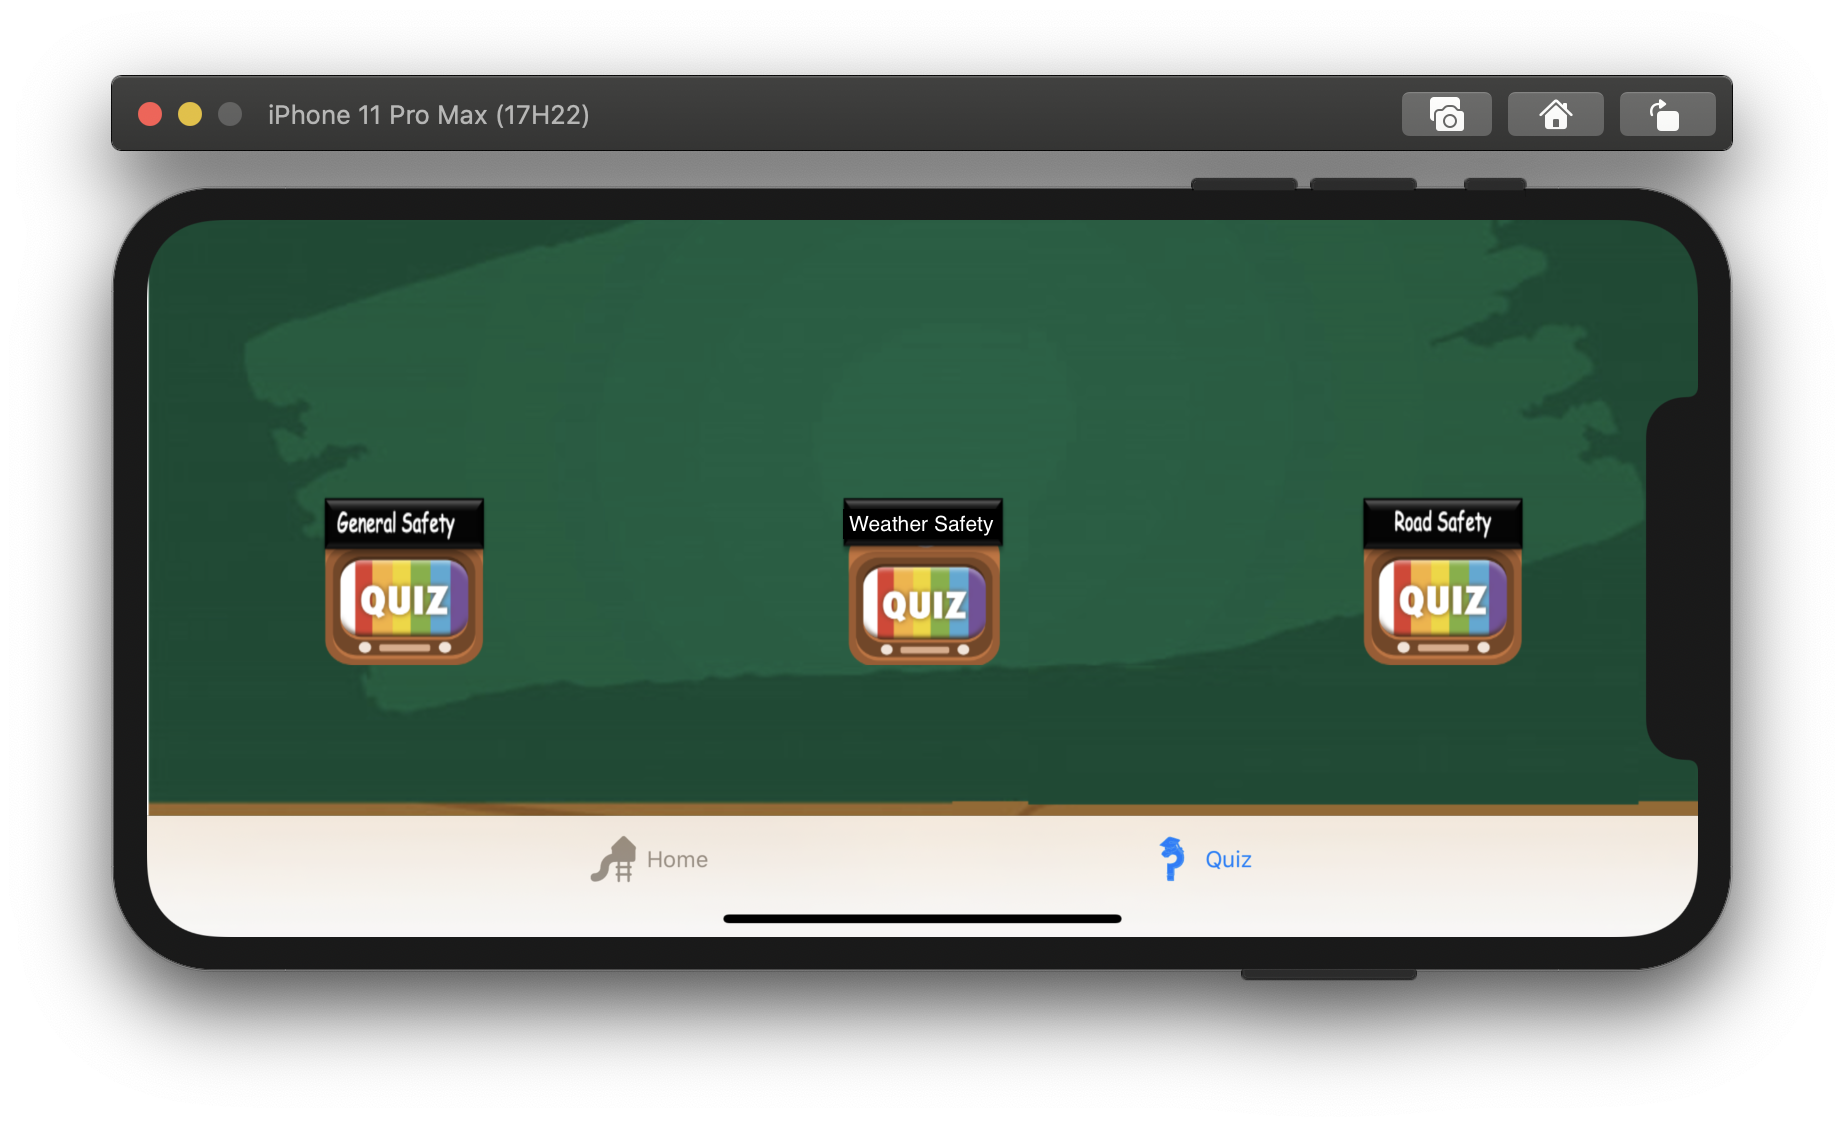 iPhone 11 Pro Max (17H22)
General Safety
QUIZ
Weather Safety
QUIZ
Road Safety
QUIZ
Home
Quiz